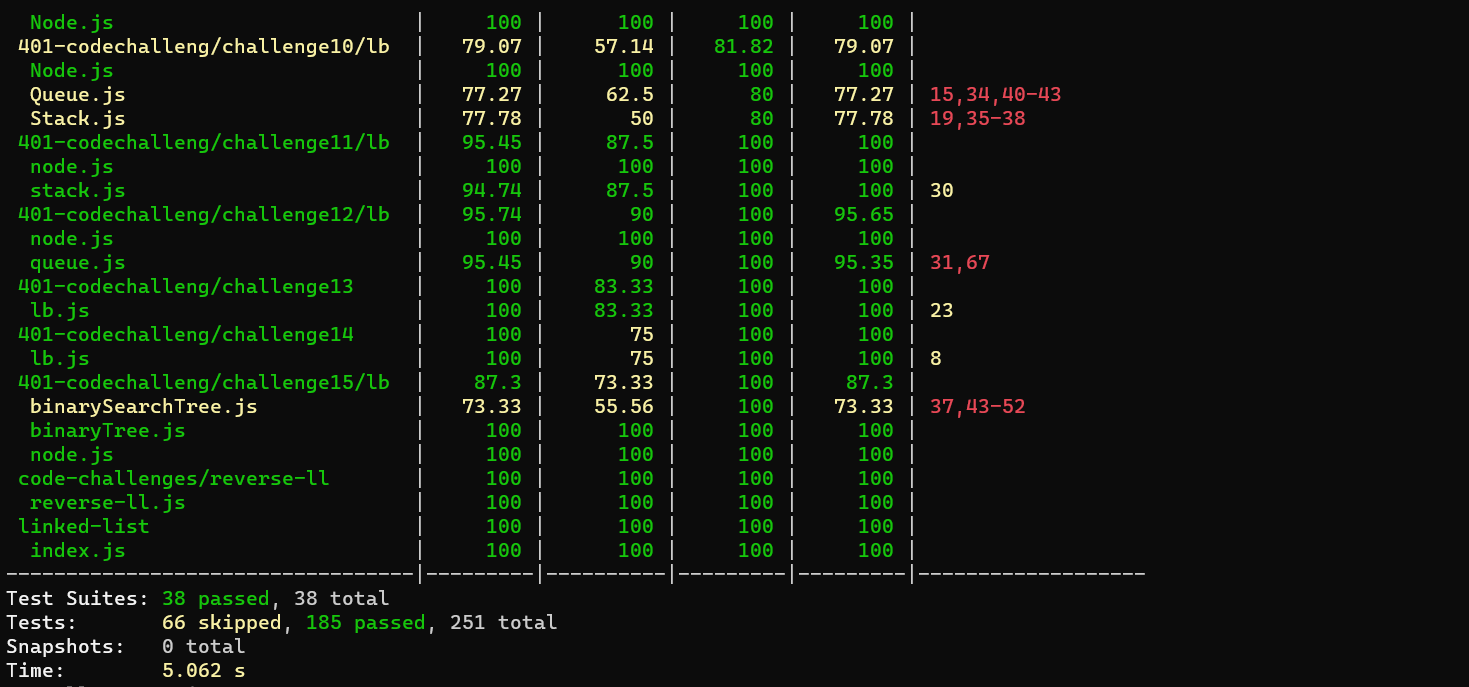 Node.js | 100 | 100 | 100 | 100 |
401-codechalleng/challenge10/lb | 79.07 | 57.14 | 81.82 | 79.07 |
Node.js | 100 | 100 | 100 | 100 |
Queue.js | 77.27 | 62.5 | 80 | 77.27 | 15,34,40-43
Stack.js | 77.78 | 50 | 80 | 77.78 | 19,35-38
401-codechalleng/challenge11/lb | 95.45 | 87.5 | 100 | 100 |
node.js | 100 | 100 | 100 | 100 |
stack.js | 94.74 | 87.5 | 100 | 100 | 30
401-codechalleng/challenge12/lb | 95.74 | 90 | 100 | 95.65 |
node.js | 100 | 100 | 100 | 100 |
queue.js | 95.45 | 90 | 100 | 95.35 | 31,67
401-codechalleng/challenge13 | 100 | 83.33 | 100 | 100 |
lb.js | 100 | 83.33 | 100 | 100 | 23
401-codechalleng/challenge14 | 100 | 75 | 100 | 100 |
lb.js | 100 | 75 | 100 | 100 | 8
401-codechalleng/challenge15/lb | 87.3 | 73.33 | 100 | 87.3 |
binarySearchTree.js | 73.33 | 55.56 | 100 | 73.33 | 37,43-52
binaryTree.js | 100 | 100 | 100 | 100 |
node.js | 100 | 100 | 100 | 100 |
code-challenges/reverse-ll | 100 | 100 | 100 | 100 |
reverse-ll.js | 100 | 100 | 100 | 100 |
linked-list | 100 | 100 | 100 | 100 |
index.js | 100 | 100 | 100 | 100 |
----------------------------------|---------|----------|---------|---------|-------------------
Test Suites: 38 passed, 38 total
Tests: 66 skipped, 185 passed, 251 total
Snapshots: 0 total
Time: 5.062 s